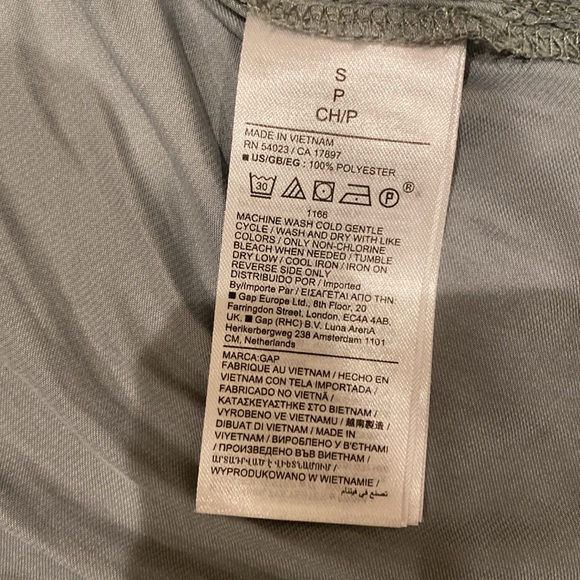 S
P
CH/P
MADE IN VIETNAM
RN 54023 / CA 17897
■ US/GB/EG : 100% POLYESTER
30 P ®
1166
MACHINE WASH COLD GENTLE
CYCLE / WASH AND DRY WITH LIKE
COLORS / ONLY NON-CHLORINE
BLEACH WHEN NEEDED / TUMBLE
DRY LOW / COOL IRON / IRON ON
REVERSE SIDE ONLY
DISTRIBUIDO POR / Imported
By/Importe Par / ΕΙΣΑΓΕΤΑΙ ΑΠΟ ΤΗΝ:
■ Gap Europe Ltd., 8th Floor, 20
Farringdon Street, London, EC4A 4AB,
UK. ■ Gap (RHC) B.V. Luna ArenA
Herikerbergweg 238 Amsterdam 1101
CM, Netherlands
MARCA:GAP
FABRIQUE AU VIETNAM / HECHO EN
VIETNAM CON TELA IMPORTADA /
FABRICADO NO VIETNÃ /
ΚΑΤΑΣΚΕΥΑΣΤΗΚΕ ΣΤΟ ΒΙΕΤΝΑΜ /
VYROBENO VE VIETNAMU / 越南製造 /
DIBUAT DI VIETNAM / MADE IN
VIYETNAM / ВИРОБЛЕНО У В'ЄТНАМІ
/ ПРОИЗВЕДЕНО ВЪВ ВИЕТНАМ /
ԱՐՏԱԴՐՎԱԾ Է ՎԻԵՏՆԱՄՈՒՄ /
WYPRODUKOWANO W WIETNAMIE /
تصنع في فيتنام